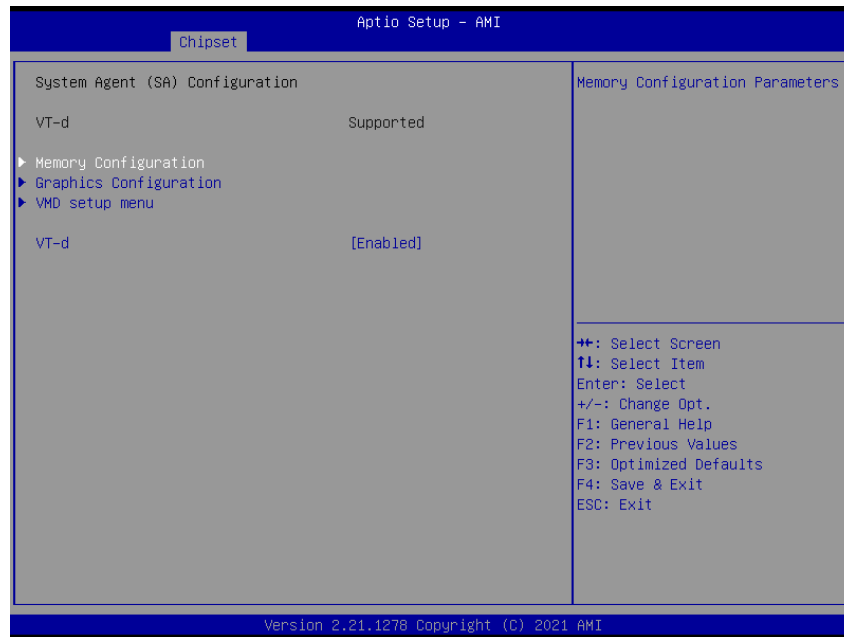 Aptio Setup – AMI
Chipset
System Agent (SA) Configuration
VT-d Supported
▶ Memory Configuration
▶ Graphics Configuration
▶ VMD setup menu
VT-d [Enabled]
Memory Configuration Parameters
→←: Select Screen
↑↓: Select Item
Enter: Select
+/-: Change Opt.
F1: General Help
F2: Previous Values
F3: Optimized Defaults
F4: Save & Exit
ESC: Exit
Version 2.21.1278 Copyright (C) 2021 AMI